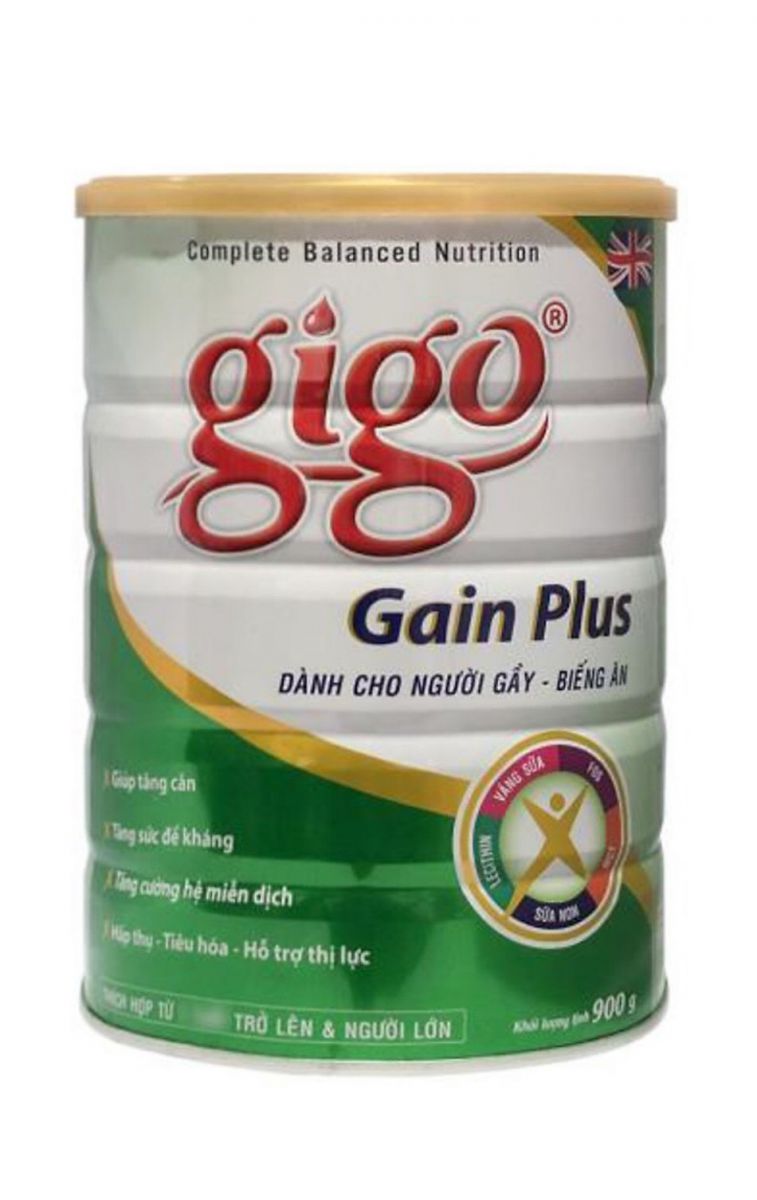 Complete Balanced Nutrition
gigo®
Gain Plus
DÀNH CHO NGƯỜI GẦY - BIẾNG ĂN
Giúp tăng cân
Tăng sức đề kháng
Tăng cường hệ miễn dịch
Hấp thụ - Tiêu hóa - Hỗ trợ thị lực
VÁNG SỮA
FOS
LECITHIN
SỮA NON
THÍCH HỢP TỪ TRỞ LÊN & NGƯỜI LỚN
Khối lượng tịnh 900 g